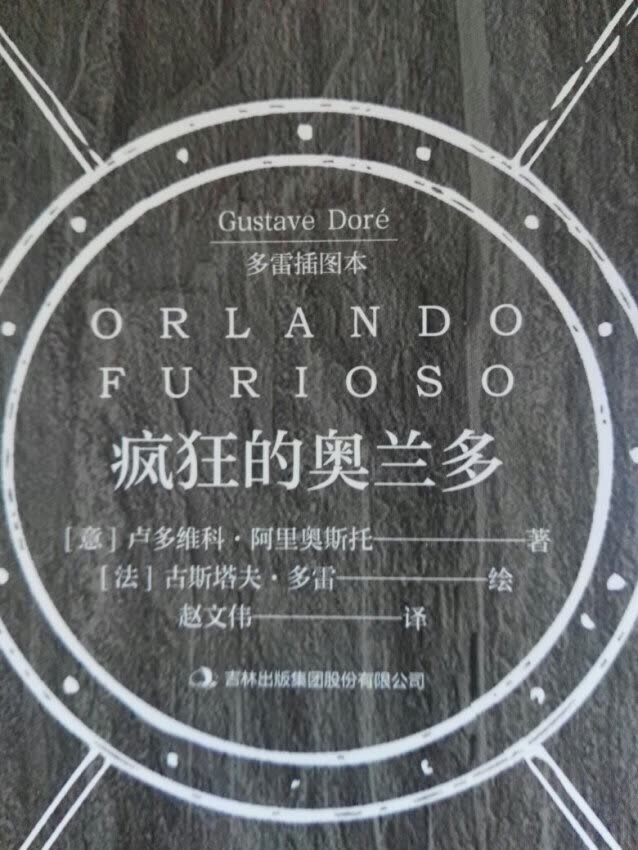 Gustave Doré
多雷插图本
ORLANDO
FURIOSO
疯狂的奥兰多
[意] 卢多维科·阿里奥斯托————著
[法] 古斯塔夫·多雷————绘
赵文伟————译
吉林出版集团股份有限公司